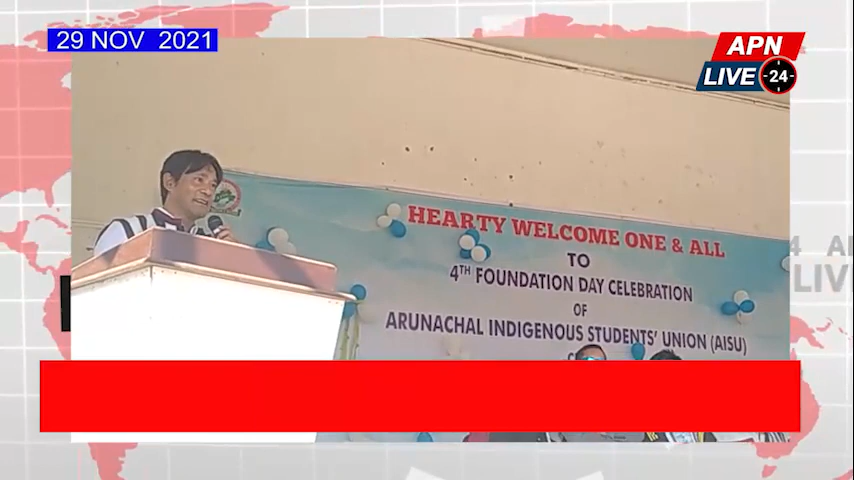 29 NOV 2021
APN
LIVE 24
HEARTY WELCOME ONE & ALL
TO
4TH FOUNDATION DAY CELEBRATION
OF
ARUNACHAL INDIGENOUS STUDENTS' UNION (AISU)
LIVE